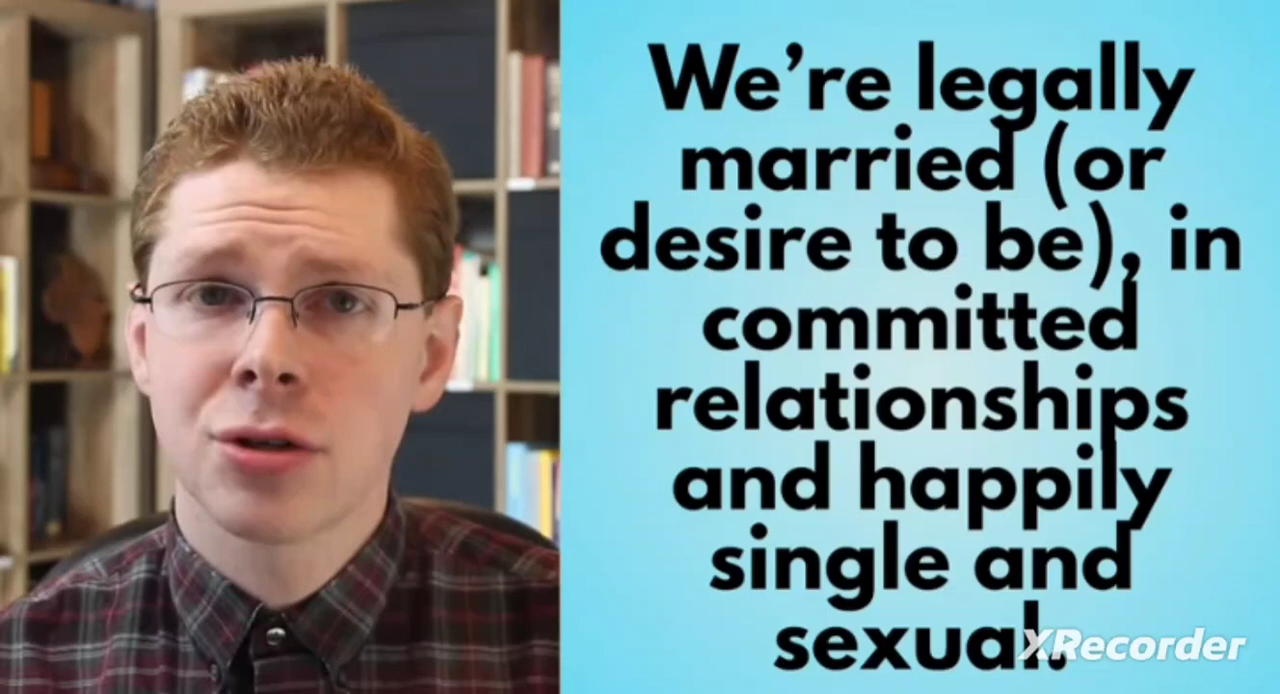 We’re legally
married (or
desire to be), in
committed
relationships
and happily
single and
sexual.
XRecorder